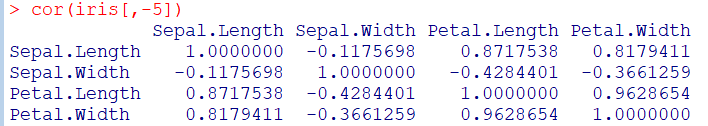 > cor(iris[,-5])
Sepal.Length Sepal.Width Petal.Length Petal.Width
Sepal.Length 1.0000000 -0.1175698 0.8717538 0.8179411
Sepal.Width -0.1175698 1.0000000 -0.4284401 -0.3661259
Petal.Length 0.8717538 -0.4284401 1.0000000 0.9628654
Petal.Width 0.8179411 -0.3661259 0.9628654 1.0000000